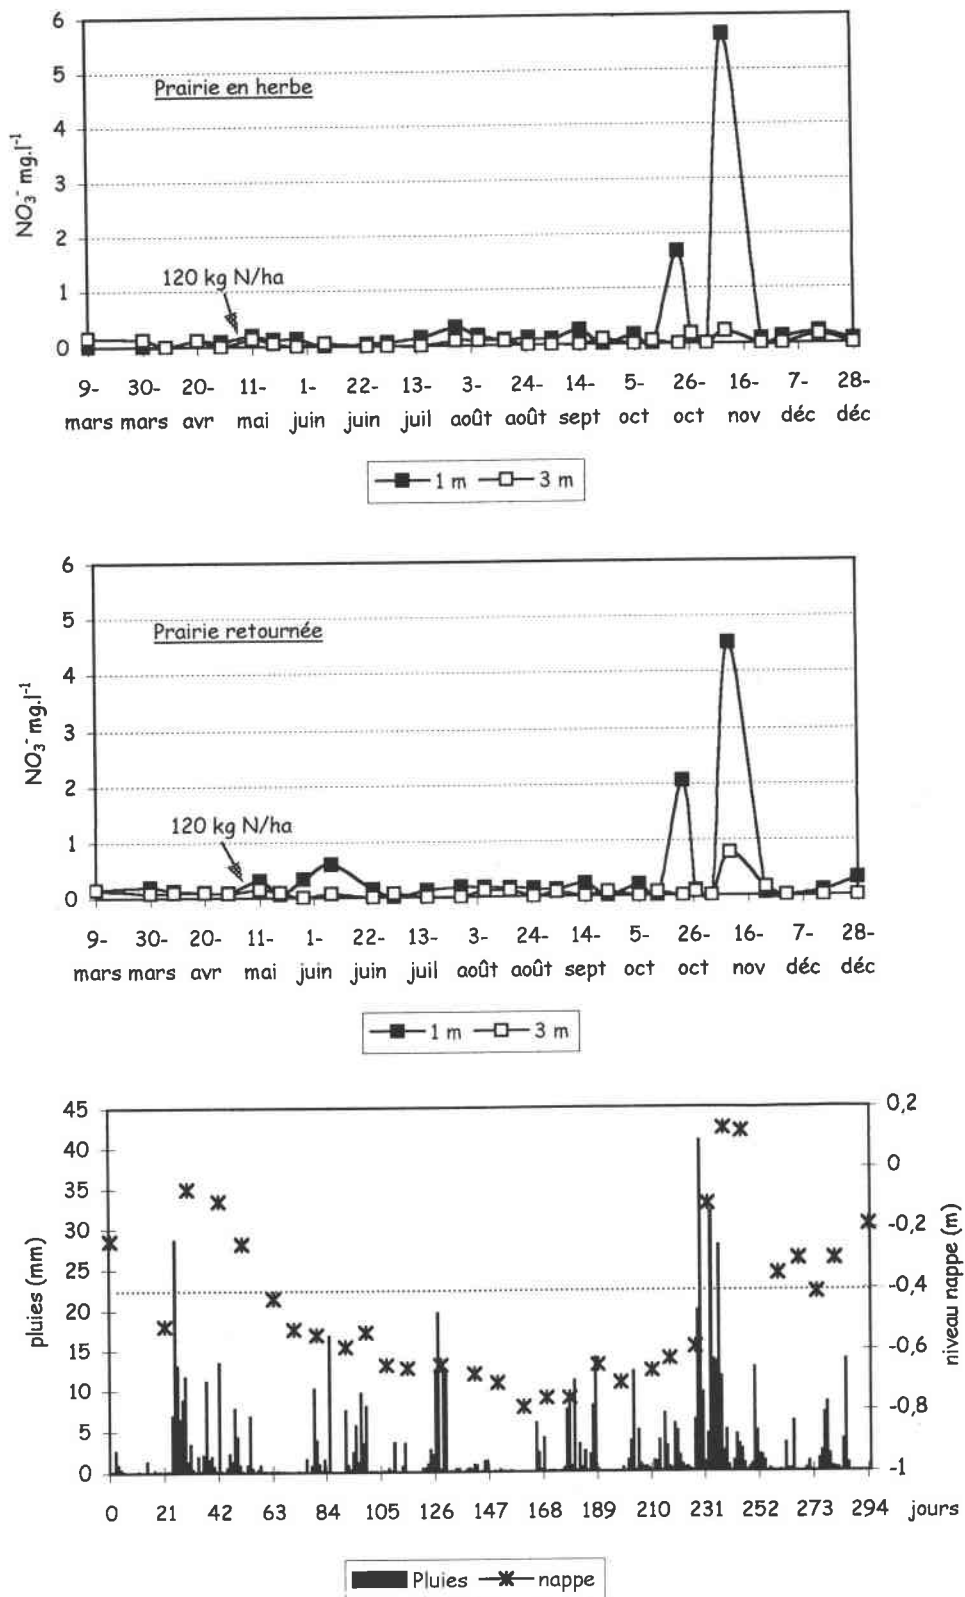 6
5
4
3
2
1
0
NO₃⁻ mg.l⁻¹
Prairie en herbe
120 kg N/ha
9- 30- 20- 11- 1- 22- 13- 3- 24- 14- 5- 26- 16- 7- 28-
mars mars avr mai juin juin juil août août sept oct oct nov déc déc
1 m 3 m
6
5
4
3
2
1
0
NO₃⁻ mg.l⁻¹
Prairie retournée
120 kg N/ha
9- 30- 20- 11- 1- 22- 13- 3- 24- 14- 5- 26- 16- 7- 28-
mars mars avr mai juin juin juil août août sept oct oct nov déc déc
1 m 3 m
45
40
35
30
25
20
15
10
5
0
pluies (mm)
0,2
0
-0,2
-0,4
-0,6
-0,8
-1
niveau nappe (m)
0 21 42 63 84 105 126 147 168 189 210 231 252 273 294 jours
Pluies nappe